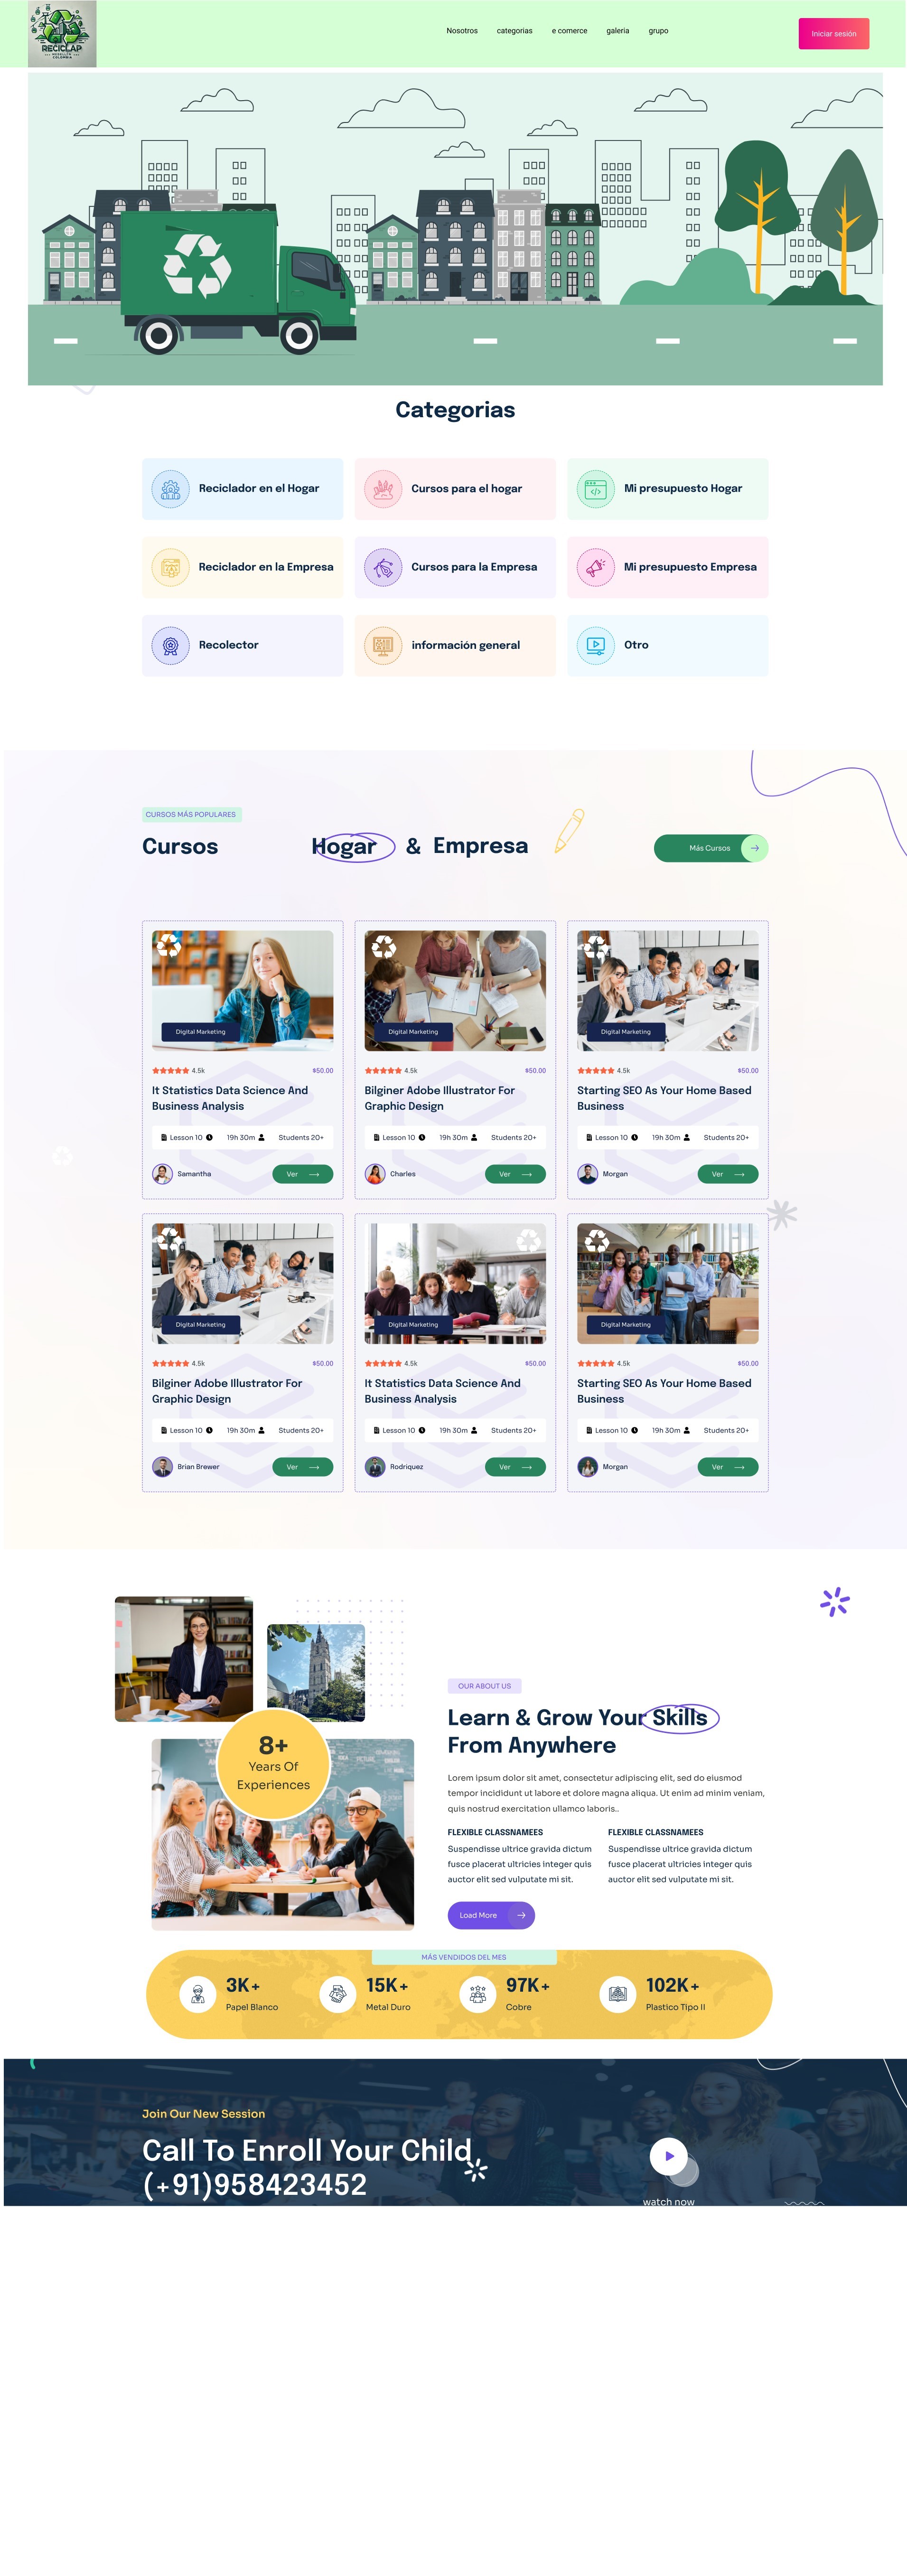 RECICLAP
COLOMBIA
Nosotros
categorias
e comerce
galeria
grupo
Iniciar sesión
Categorias
Reciclador en el Hogar
Cursos para el hogar
Mi presupuesto Hogar
Reciclador en la Empresa
Cursos para la Empresa
Mi presupuesto Empresa
Recolector
información general
Otro
CURSOS MÁS POPULARES
Cursos Hogar & Empresa
Más Cursos
Digital Marketing
4.5k
$50.00
It Statistics Data Science And
Business Analysis
Lesson 10
19h 30m
Students 20+
Samantha
Ver
Digital Marketing
4.5k
$50.00
Bilginer Adobe Illustrator For
Graphic Design
Lesson 10
19h 30m
Students 20+
Charles
Ver
Digital Marketing
4.5k
$50.00
Starting SEO As Your Home Based
Business
Lesson 10
19h 30m
Students 20+
Morgan
Ver
Digital Marketing
4.5k
$50.00
Bilginer Adobe Illustrator For
Graphic Design
Lesson 10
19h 30m
Students 20+
Brian Brewer
Ver
Digital Marketing
4.5k
$50.00
It Statistics Data Science And
Business Analysis
Lesson 10
19h 30m
Students 20+
Rodriquez
Ver
Digital Marketing
4.5k
$50.00
Starting SEO As Your Home Based
Business
Lesson 10
19h 30m
Students 20+
Morgan
Ver
8+
Years Of
Experiences
OUR ABOUT US
Learn & Grow Your Skills
From Anywhere
Lorem ipsum dolor sit amet, consectetur adipiscing elit, sed do eiusmod
tempor incididunt ut labore et dolore magna aliqua. Ut enim ad minim veniam,
quis nostrud exercitation ullamco laboris..
FLEXIBLE CLASSNAMEES
Suspendisse ultrice gravida dictum
fusce placerat ultricies integer quis
auctor elit sed vulputate mi sit.
FLEXIBLE CLASSNAMEES
Suspendisse ultrice gravida dictum
fusce placerat ultricies integer quis
auctor elit sed vulputate mi sit.
Load More
MÁS VENDIDOS DEL MES
3K+
Papel Blanco
15K+
Metal Duro
97K+
Cobre
102K+
Plastico Tipo II
Join Our New Session
Call To Enroll Your Child
(+91)958423452
watch now